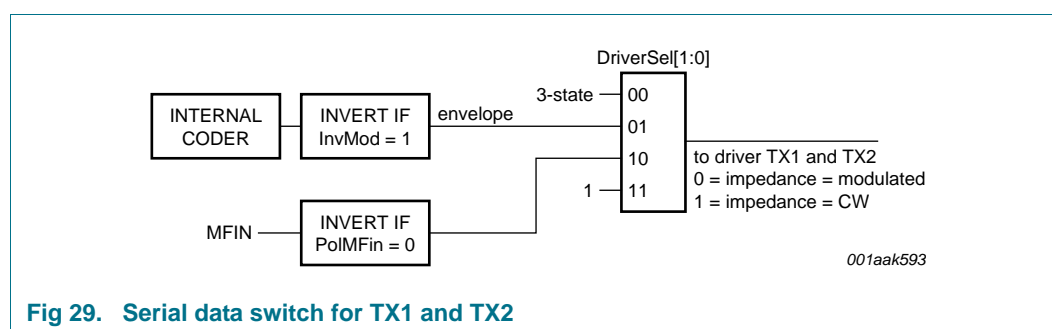 DriverSel[1:0]
3-state
00
INTERNAL
CODER
INVERT IF
InvMod = 1
envelope
01
10
1
11
to driver TX1 and TX2
0 = impedance = modulated
1 = impedance = CW
MFIN
INVERT IF
PolMFin = 0
001aak593
Fig 29. Serial data switch for TX1 and TX2